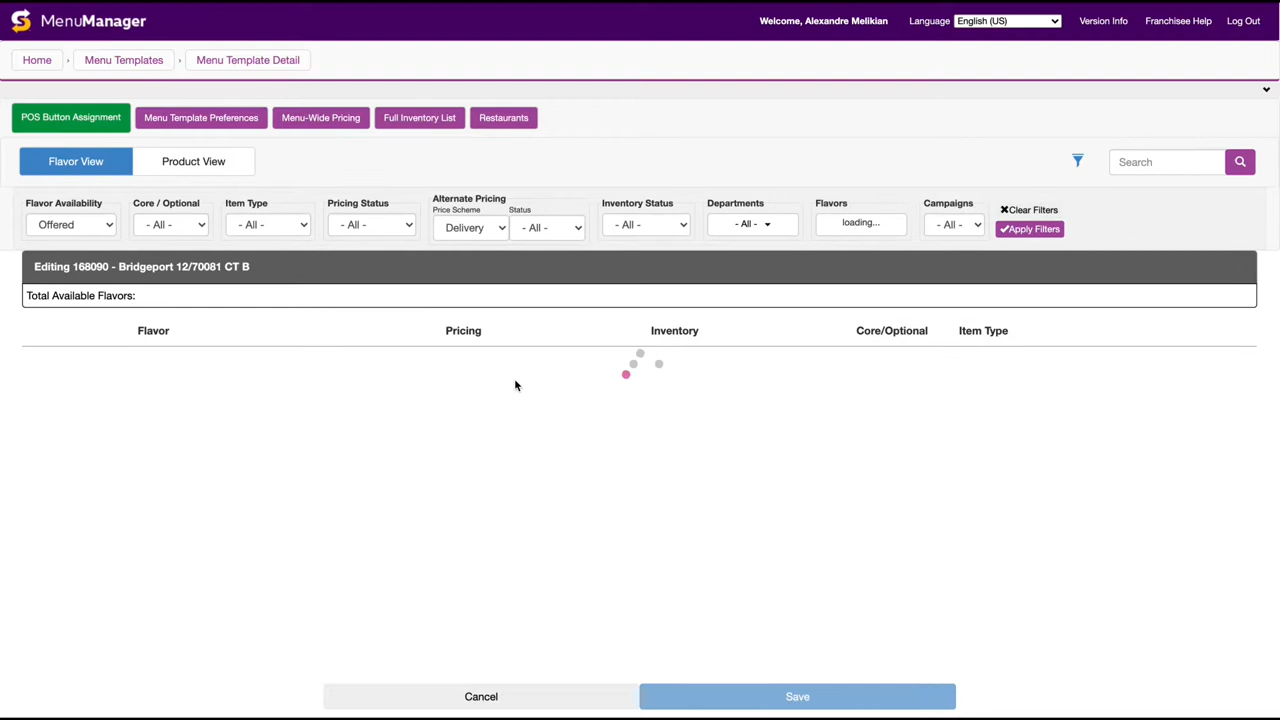 MenuManager
Welcome, Alexandre Melikian Language English (US) Version Info Franchisee Help Log Out
Home › Menu Templates › Menu Template Detail
POS Button Assignment Menu Template Preferences Menu-Wide Pricing Full Inventory List Restaurants
Flavor View Product View Search
Flavor Availability Core / Optional Item Type Pricing Status Alternate Pricing Inventory Status Departments Flavors Campaigns
Price Scheme Status
Clear Filters
Offered - All - - All - - All - Delivery - All - - All - - All - loading... - All -
Apply Filters
Editing 168090 - Bridgeport 12/70081 CT B
Total Available Flavors:
Flavor Pricing Inventory Core/Optional Item Type
Cancel Save